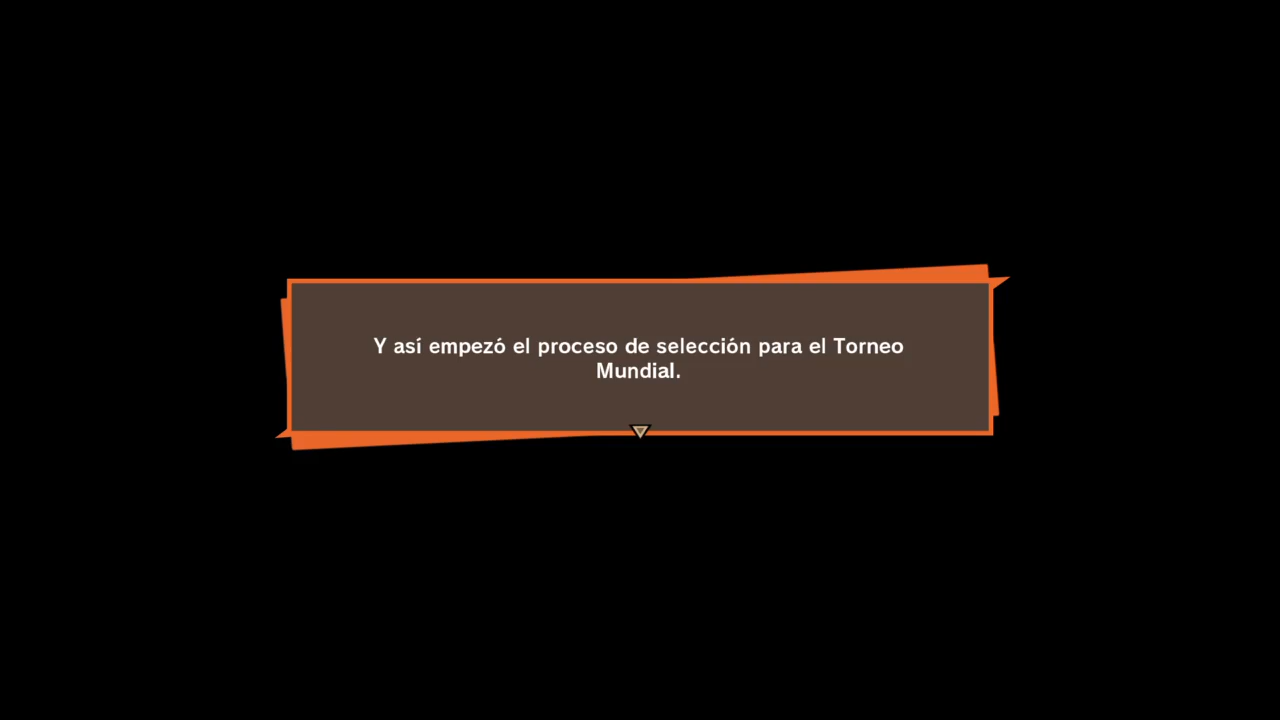 Y así empezó el proceso de selección para el Torneo
Mundial.